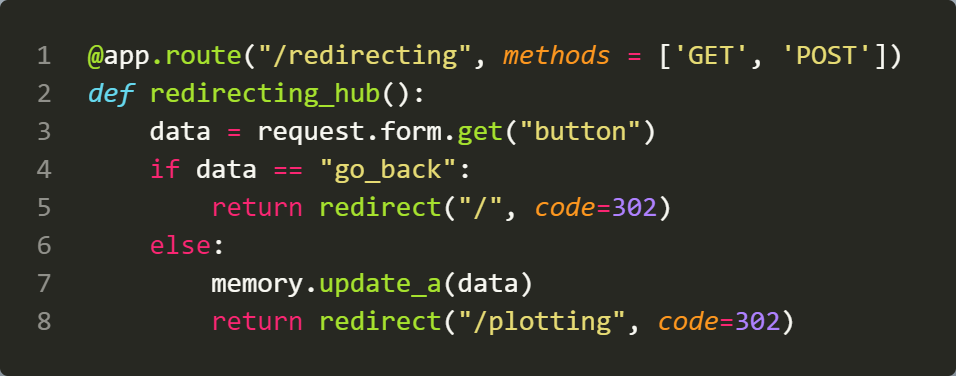 1 @app.route("/redirecting", methods = ['GET', 'POST'])
2 def redirecting_hub():
3     data = request.form.get("button")
4     if data == "go_back":
5         return redirect("/", code=302)
6     else:
7         memory.update_a(data)
8         return redirect("/plotting", code=302)